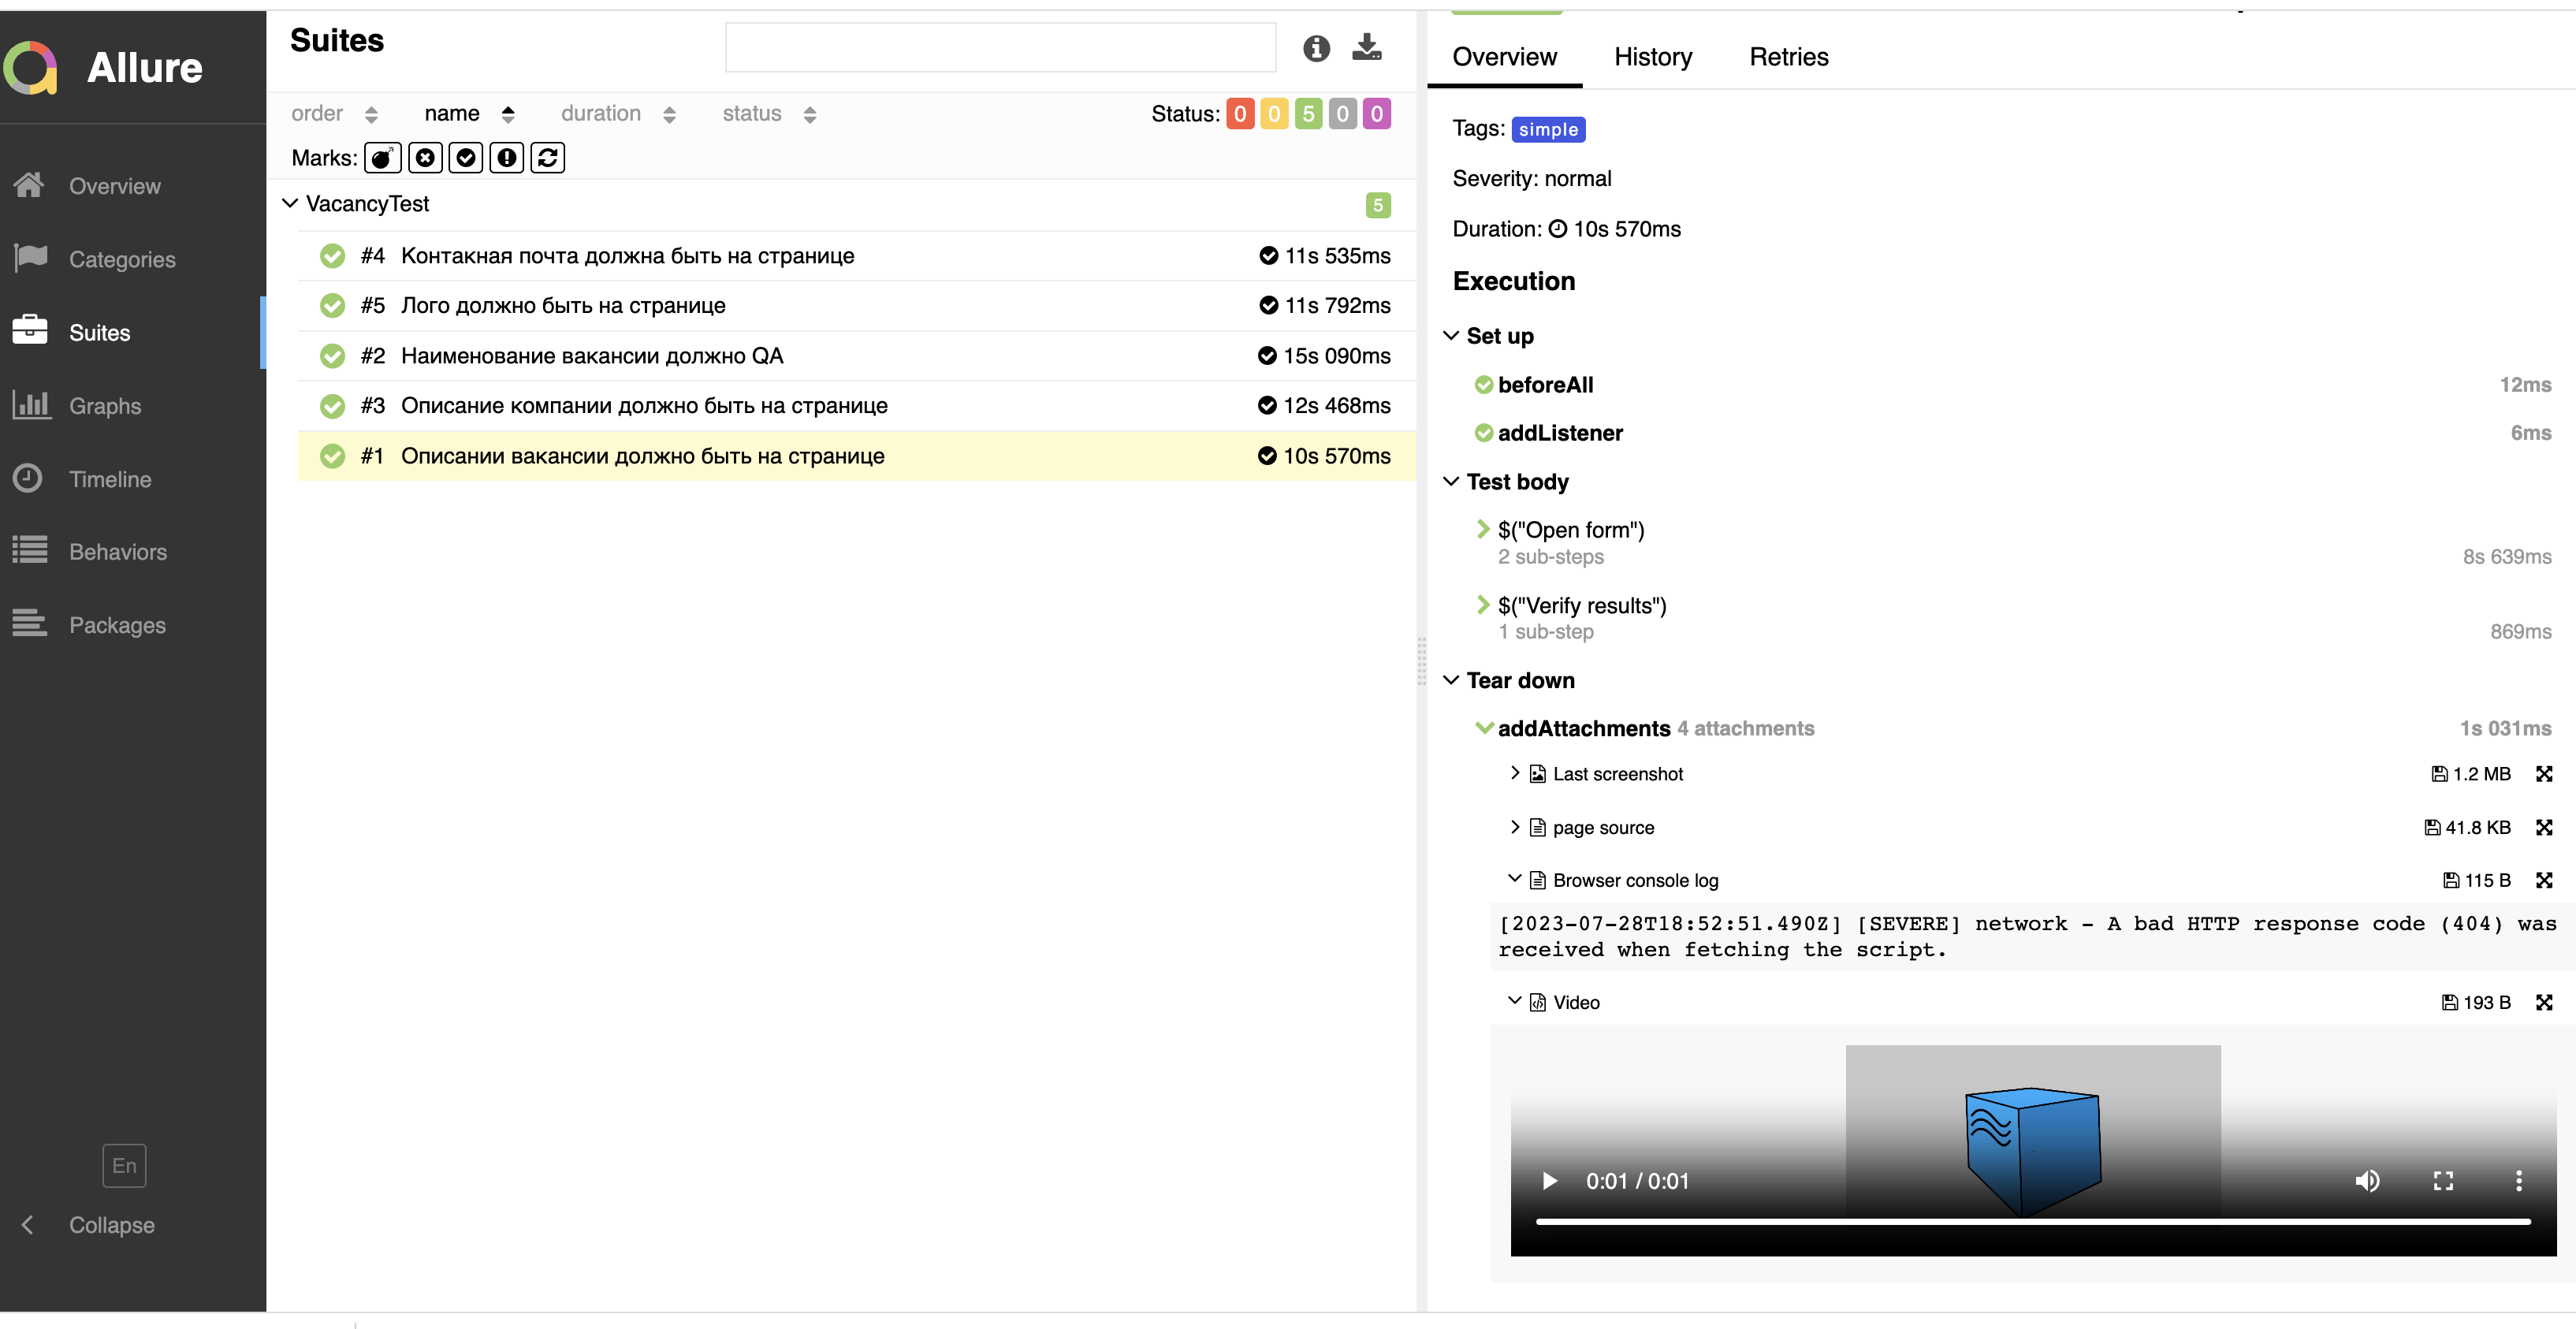 Allure
Overview
Categories
Suites
Graphs
Timeline
Behaviors
Packages
En
Collapse
Suites
order name duration status Status: 0 0 5 0 0
Marks:
VacancyTest 5
#4 Контакная почта должна быть на странице 11s 535ms
#5 Лого должно быть на странице 11s 792ms
#2 Наименование вакансии должно QA 15s 090ms
#3 Описание компании должно быть на странице 12s 468ms
#1 Описании вакансии должно быть на странице 10s 570ms
Overview History Retries
Tags: simple
Severity: normal
Duration: 10s 570ms
Execution
Set up
beforeAll 12ms
addListener 6ms
Test body
$("Open form")
2 sub-steps 8s 639ms
$("Verify results")
1 sub-step 869ms
Tear down
addAttachments 4 attachments 1s 031ms
Last screenshot 1.2 MB
page source 41.8 KB
Browser console log 115 B
[2023-07-28T18:52:51.490Z] [SEVERE] network - A bad HTTP response code (404) was
received when fetching the script.
Video 193 B
0:01 / 0:01